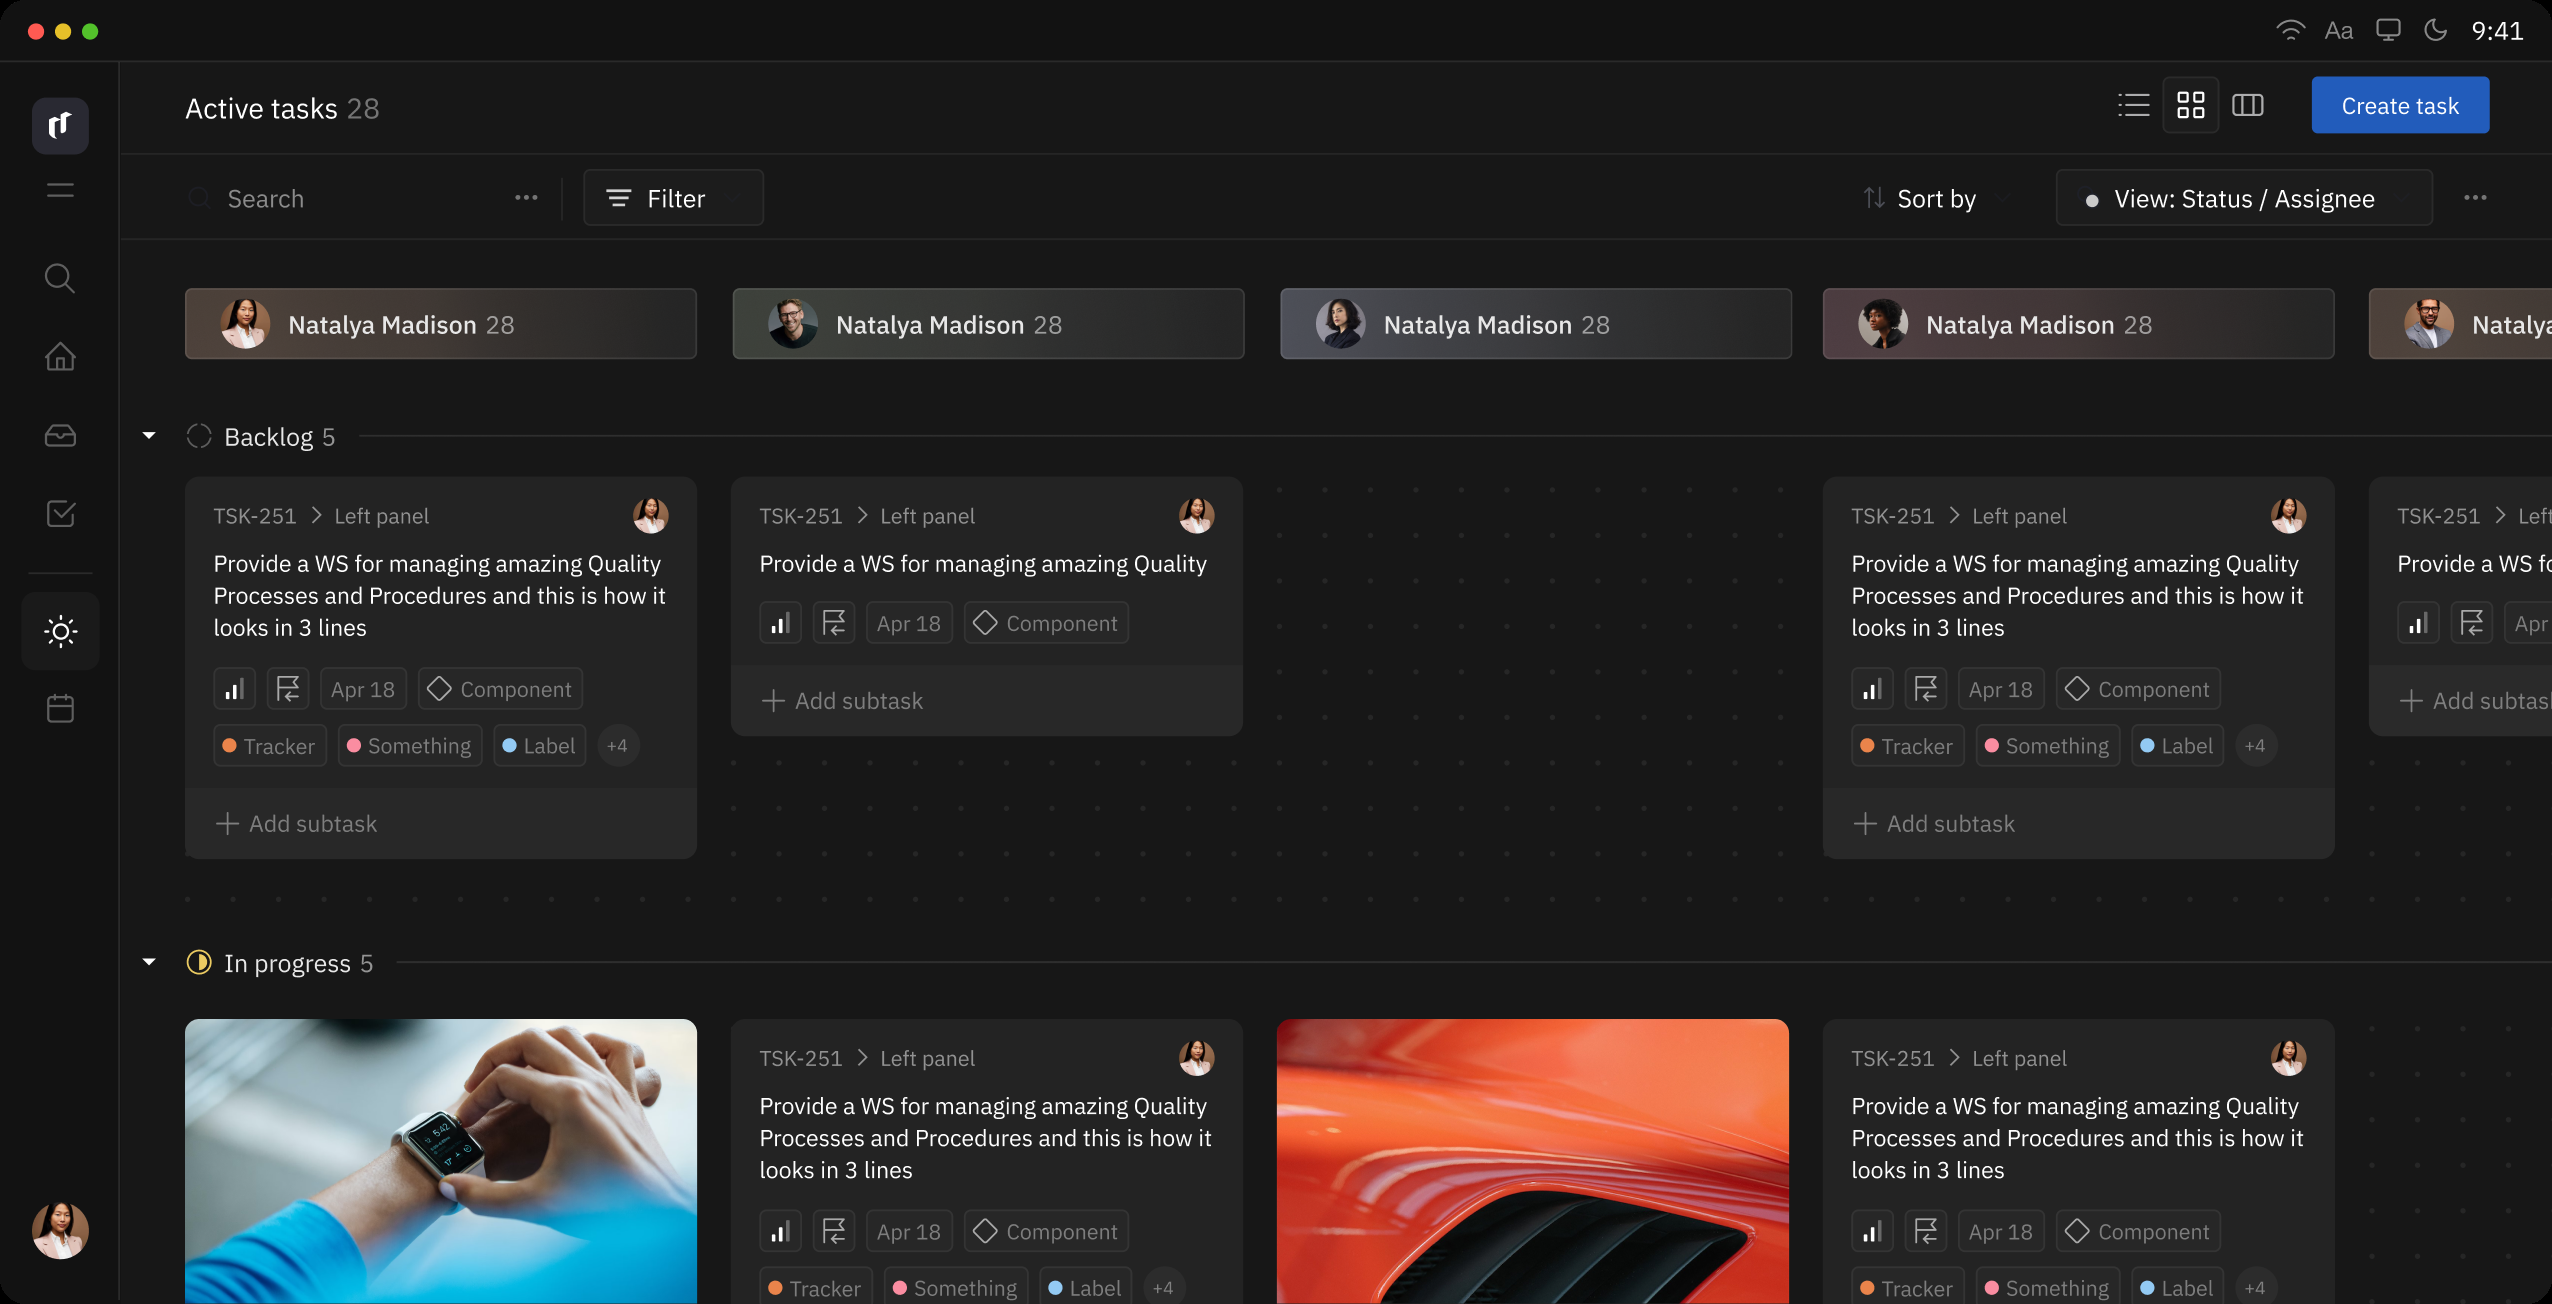 Aa
9:41
Active tasks 28
Create task
Search
Filter
Sort by
View: Status / Assignee
Natalya Madison 28
Natalya Madison 28
Natalya Madison 28
Natalya Madison 28
Natalya
Backlog 5
TSK-251 > Left panel
Provide a WS for managing amazing Quality
Processes and Procedures and this is how it
looks in 3 lines
Apr 18
Component
Tracker
Something
Label
+4
Add subtask
TSK-251 > Left panel
Provide a WS for managing amazing Quality
Apr 18
Component
Add subtask
TSK-251 > Left panel
Provide a WS for managing amazing Quality
Processes and Procedures and this is how it
looks in 3 lines
Apr 18
Component
Tracker
Something
Label
+4
Add subtask
TSK-251 > Left
Provide a WS fo
Apr
Add subtas
In progress 5
5:42
TSK-251 > Left panel
Provide a WS for managing amazing Quality
Processes and Procedures and this is how it
looks in 3 lines
Apr 18
Component
Tracker
Something
Label
+4
TSK-251 > Left panel
Provide a WS for managing amazing Quality
Processes and Procedures and this is how it
looks in 3 lines
Apr 18
Component
Tracker
Something
Label
+4